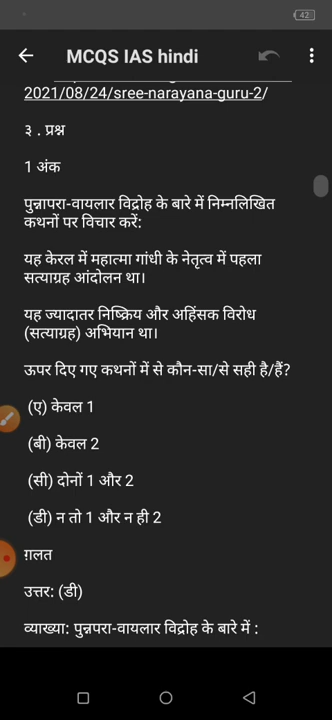 42
MCQS IAS hindi
2021/08/24/sree-narayana-guru-2/
३ . प्रश्न
1 अंक
पुन्नापरा-वायलार विद्रोह के बारे में निम्नलिखित
कथनों पर विचार करें:
यह केरल में महात्मा गांधी के नेतृत्व में पहला
सत्याग्रह आंदोलन था।
यह ज्यादातर निष्क्रिय और अहिंसक विरोध
(सत्याग्रह) अभियान था।
ऊपर दिए गए कथनों में से कौन-सा/से सही है/हैं?
(ए) केवल 1
(बी) केवल 2
(सी) दोनों 1 और 2
(डी) न तो 1 और न ही 2
ग़लत
उत्तर: (डी)
व्याख्या: पुन्नपरा-वायलार विद्रोह के बारे में :